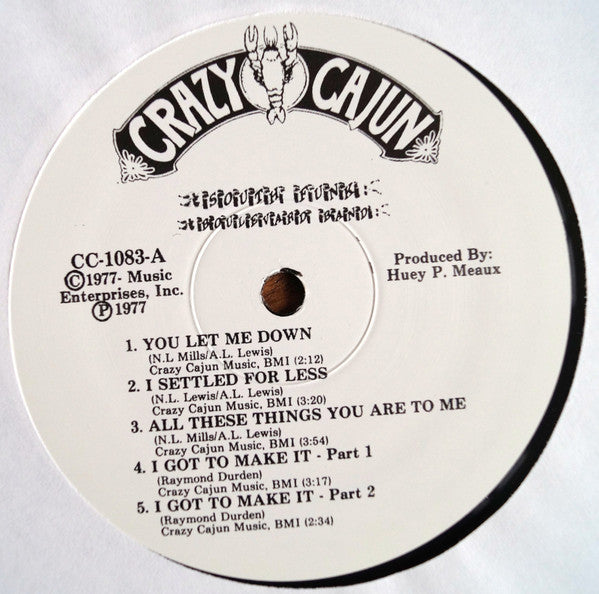 CRAZY CAJUN
SOUTH FUNK
BOULEVARD BAND
CC-1083-A
©1977- Music
Enterprises, Inc.
℗1977
Produced By:
Huey P. Meaux
1. YOU LET ME DOWN
(N.L Mills/A.L. Lewis)
Crazy Cajun Music, BMI (2:12)
2. I SETTLED FOR LESS
(N.L. Lewis/A.L. Lewis)
Crazy Cajun Music, BMI (3:20)
3. ALL THESE THINGS YOU ARE TO ME
(N.L. Mills/A.L. Lewis)
Crazy Cajun Music, BMI (3:54)
4. I GOT TO MAKE IT - Part 1
(Raymond Durden)
Crazy Cajun Music, BMI (3:17)
5. I GOT TO MAKE IT - Part 2
(Raymond Durden)
Crazy Cajun Music, BMI (2:34)